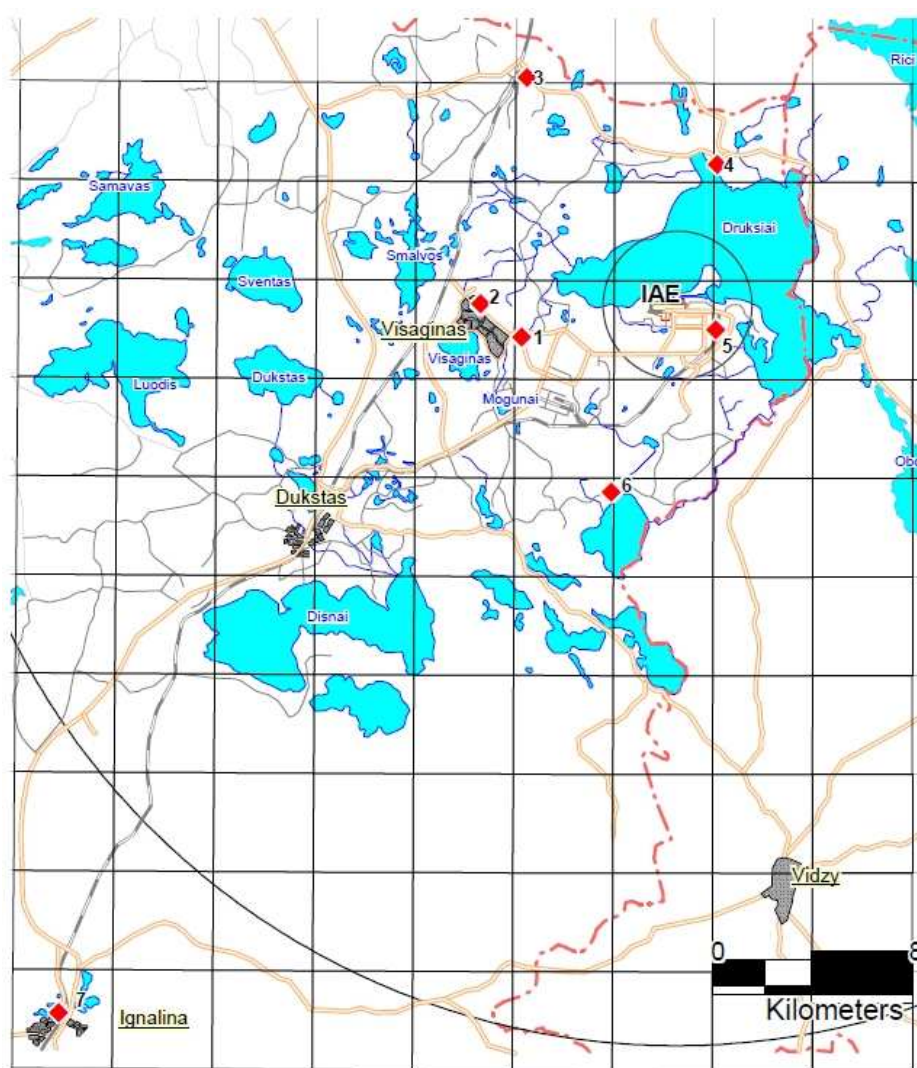 Rici
3
4
Samavas
Druksiai
Smalvos
Sventas
IAE
2
Visaginas
1
5
Visaginas
Luodis
Dukstas
Mogunai
6
Dukstas
Disnai
Vidzy
0
8
Kilometers
7
Ignalina